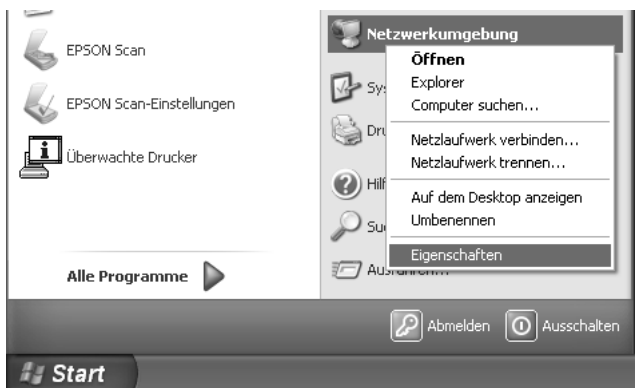 EPSON Scan
EPSON Scan-Einstellungen
Überwachte Drucker
Alle Programme
Netzwerkumgebung
Öffnen
Explorer
Computer suchen...
Netzlaufwerk verbinden...
Netzlaufwerk trennen...
Auf dem Desktop anzeigen
Umbenennen
Eigenschaften
Abmelden
Ausschalten
Start